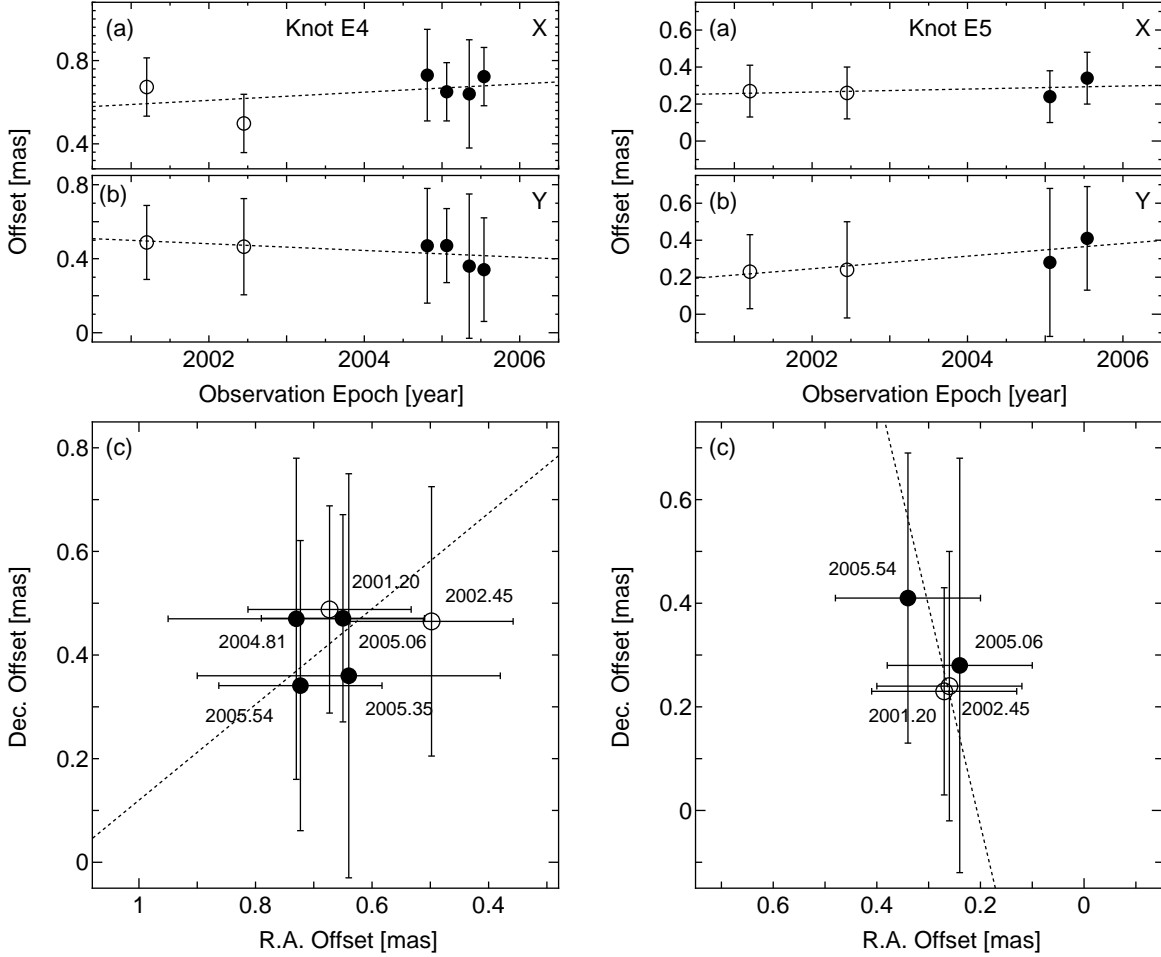 (a) Knot E4 X
0.8
0.4
(b) Y
0.8
0.4
0
Offset [mas]
2002 2004 2006
Observation Epoch [year]
(c)
0.8
0.6
0.4
0.2
0
Dec. Offset [mas]
2001.20
2002.45
2004.81
2005.06
2005.54
2005.35
1 0.8 0.6 0.4
R.A. Offset [mas]
(a) Knot E5 X
0.6
0.4
0.2
0
(b) Y
0.8
0.6
0.4
0.2
0
Offset [mas]
2002 2004 2006
Observation Epoch [year]
(c)
0.6
0.4
0.2
0
Dec. Offset [mas]
2005.54
2005.06
2001.20
2002.45
0.6 0.4 0.2 0
R.A. Offset [mas]